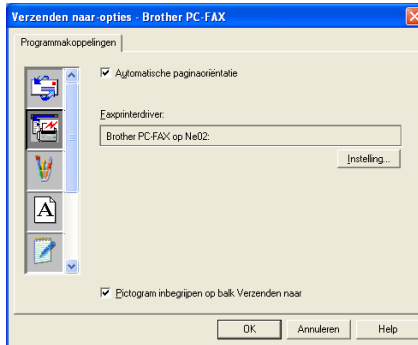 Verzenden naar-opties - Brother PC-FAX
Programmakoppelingen
Automatische paginaoriëntatie
Faxprinterdriver:
Brother PC-FAX op Ne02:
Instelling...
A
Pictogram inbegrijpen op balk Verzenden naar
OK Annuleren Help